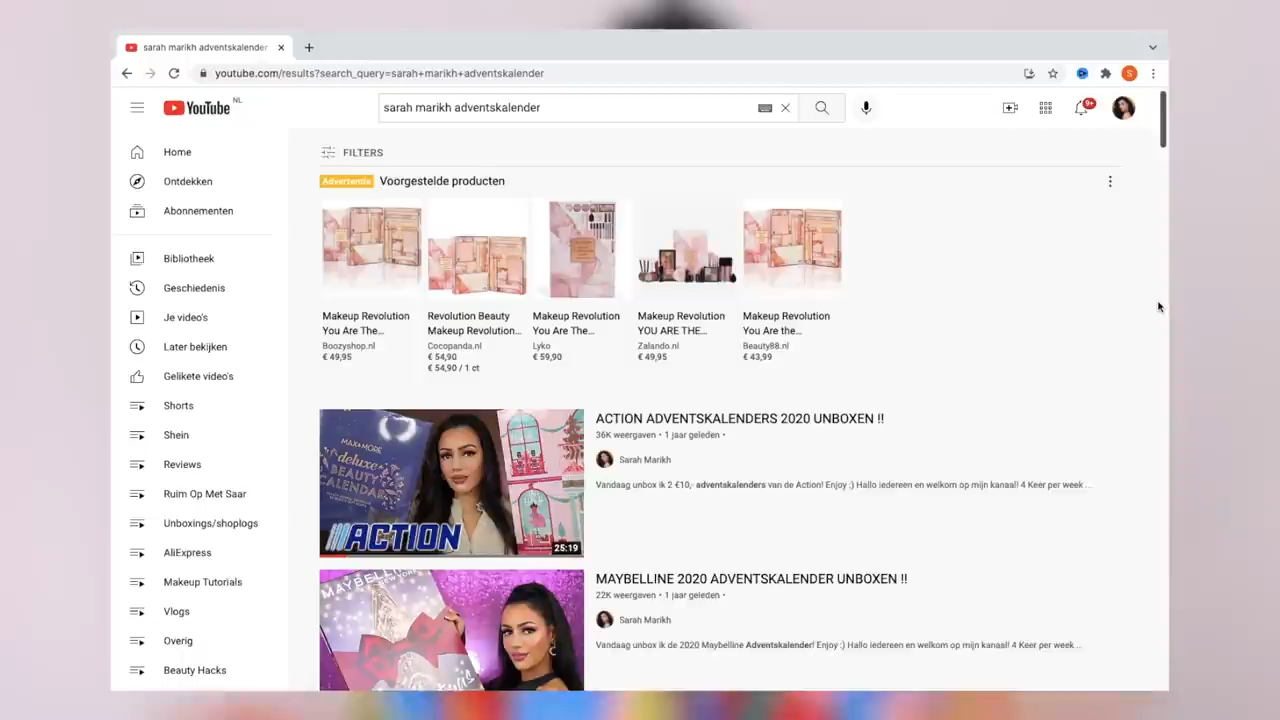 sarah marikh adventskalender
youtube.com/results?search_query=sarah+marikh+adventskalender
YouTube NL
sarah marikh adventskalender
9+
S
Home
Ontdekken
Abonnementen
Bibliotheek
Geschiedenis
Je video's
Later bekijken
Gelikete video's
Shorts
Shein
Reviews
Ruim Op Met Saar
Unboxings/shoplogs
AliExpress
Makeup Tutorials
Vlogs
Overig
Beauty Hacks
FILTERS
Advertentie Voorgestelde producten
Makeup Revolution
You Are The...
Boozyshop.nl
€ 49,95
Revolution Beauty
Makeup Revolution...
Cocopanda.nl
€ 54,90
€ 54,90 / 1 ct
Makeup Revolution
You Are The...
Lyko
€ 59,90
Makeup Revolution
YOU ARE THE...
Zalando.nl
€ 49,95
Makeup Revolution
You Are the...
Beauty88.nl
€ 43,99
MAX&MORE
deluxe
BEAUTY
CALENDAR
ACTION
25:19
ACTION ADVENTSKALENDERS 2020 UNBOXEN !!
36K weergaven • 1 jaar geleden •
Sarah Marikh
Vandaag unbox ik 2 €10,- adventskalenders van de Action! Enjoy :) Hallo iedereen en welkom op mijn kanaal! 4 Keer per week ...
MAYBELLINE
MAYBELLINE 2020 ADVENTSKALENDER UNBOXEN !!
22K weergaven • 1 jaar geleden •
Sarah Marikh
Vandaag unbox ik de 2020 Maybelline Adventskalender! Enjoy :) Hallo iedereen en welkom op mijn kanaal! 4 Keer per week ...